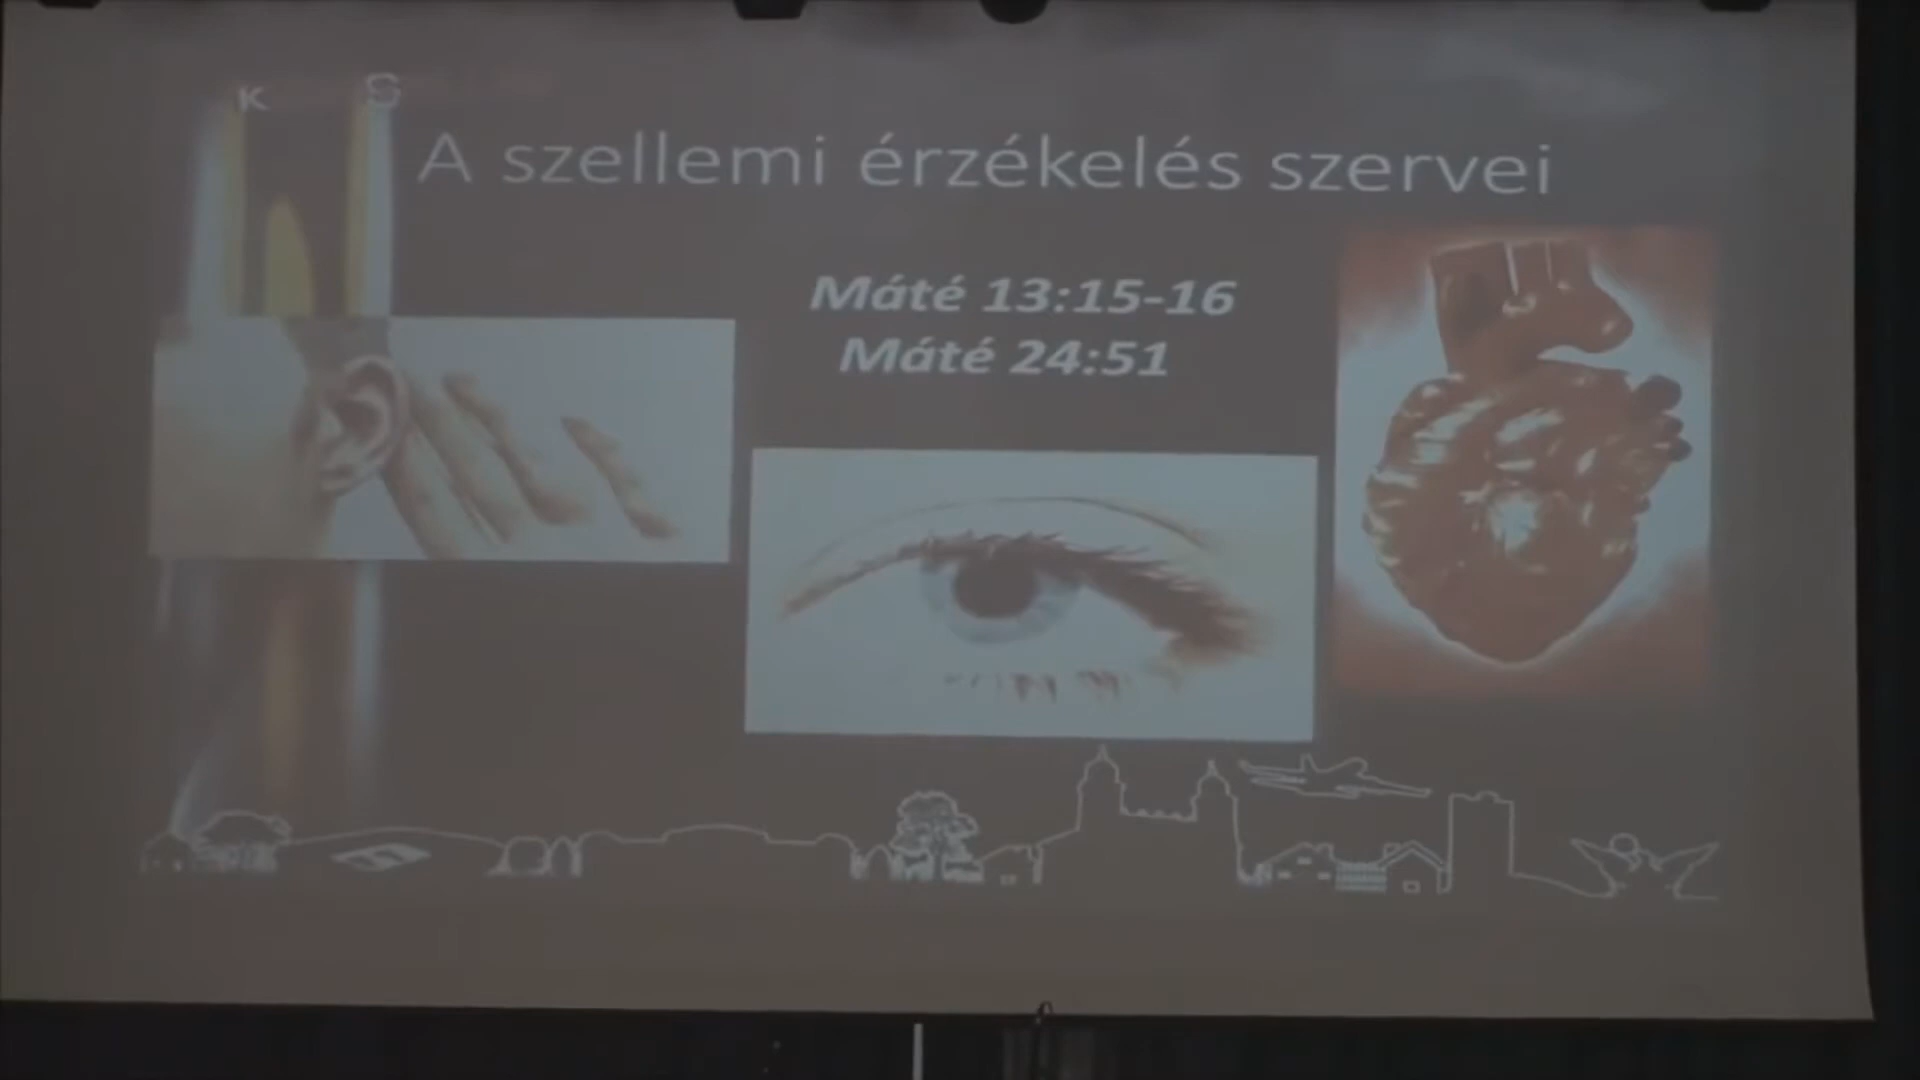 K S
A szellemi érzékelés szervei
Máté 13:15-16
Máté 24:51